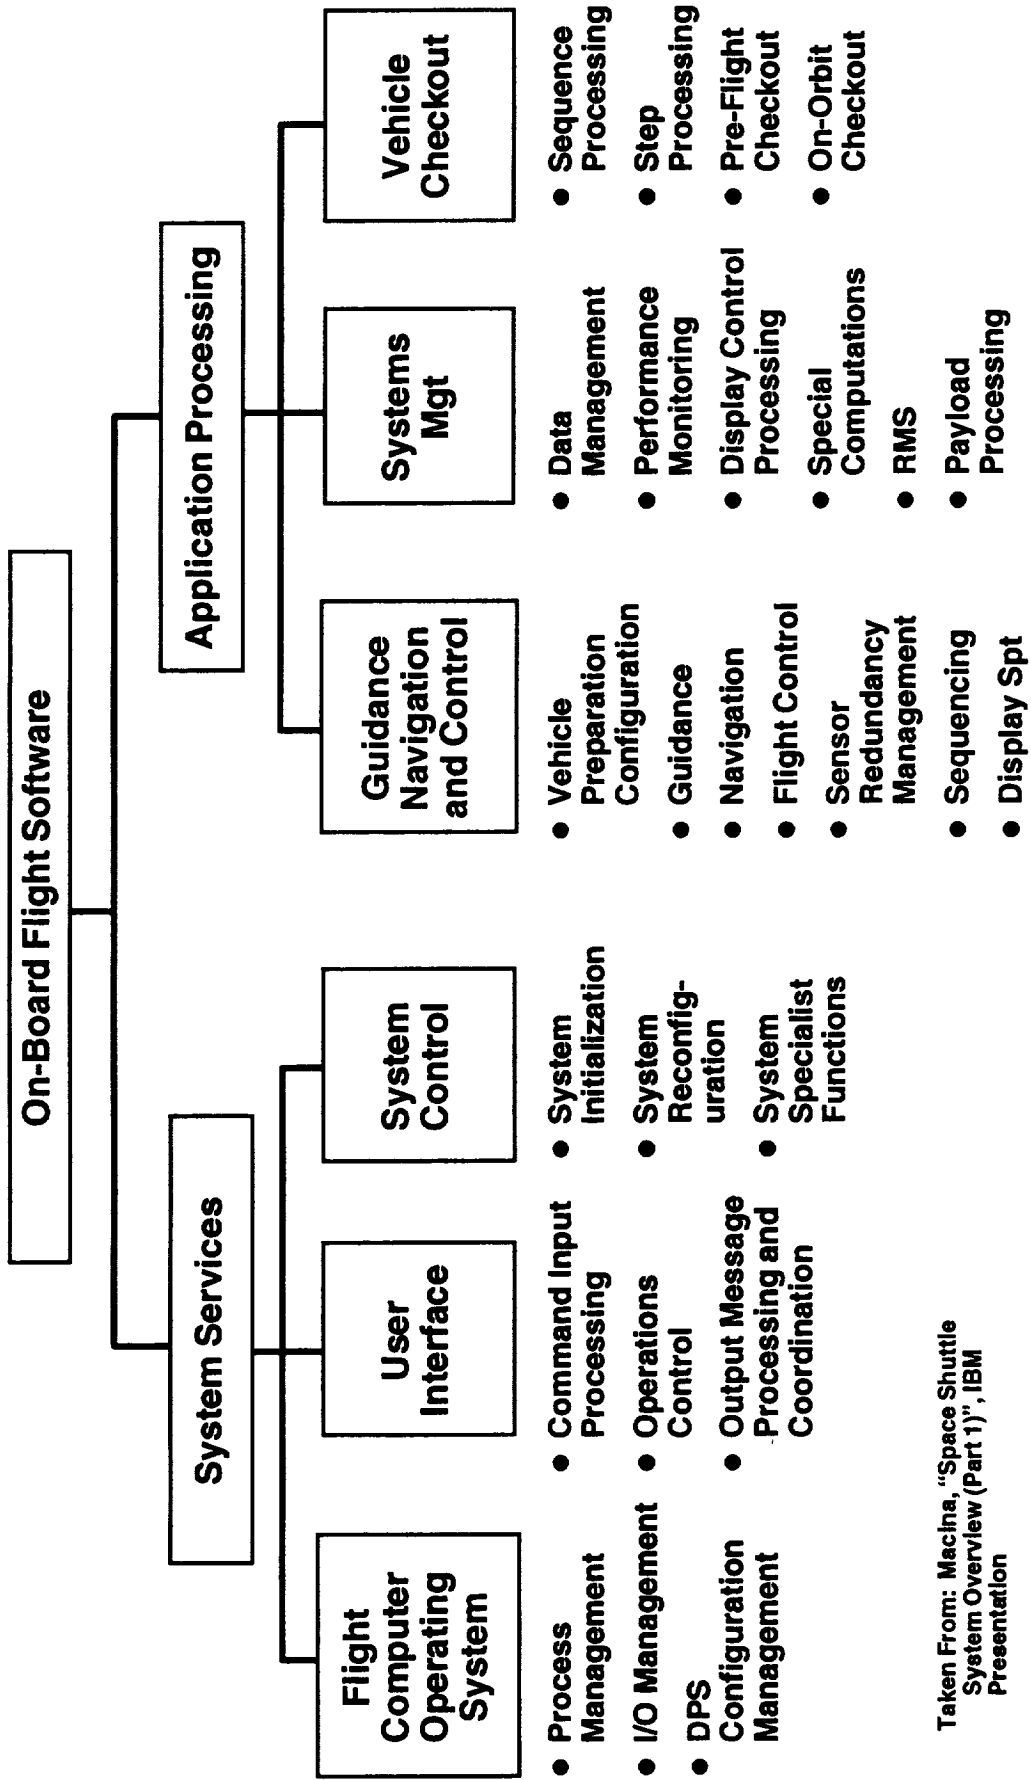 On-Board Flight Software
System Services
Application Processing
Flight
Computer
Operating
System
User
Interface
System
Control
Guidance
Navigation
and Control
Systems
Mgt
Vehicle
Checkout
● Process
Management
● I/O Management
● DPS
Configuration
Management
● Command Input
Processing
● Operations
Control
● Output Message
Processing and
Coordination
● System
Initialization
● System
Reconfig-
uration
● System
Specialist
Functions
● Vehicle
Preparation
Configuration
● Guidance
● Navigation
● Flight Control
● Sensor
Redundancy
Management
● Sequencing
● Display Spt
● Data
Management
● Performance
Monitoring
● Display Control
Processing
● Special
Computations
● RMS
● Payload
Processing
● Sequence
Processing
● Step
Processing
● Pre-Flight
Checkout
● On-Orbit
Checkout
Taken From: Macina, "Space Shuttle
System Overview (Part 1)", IBM
Presentation